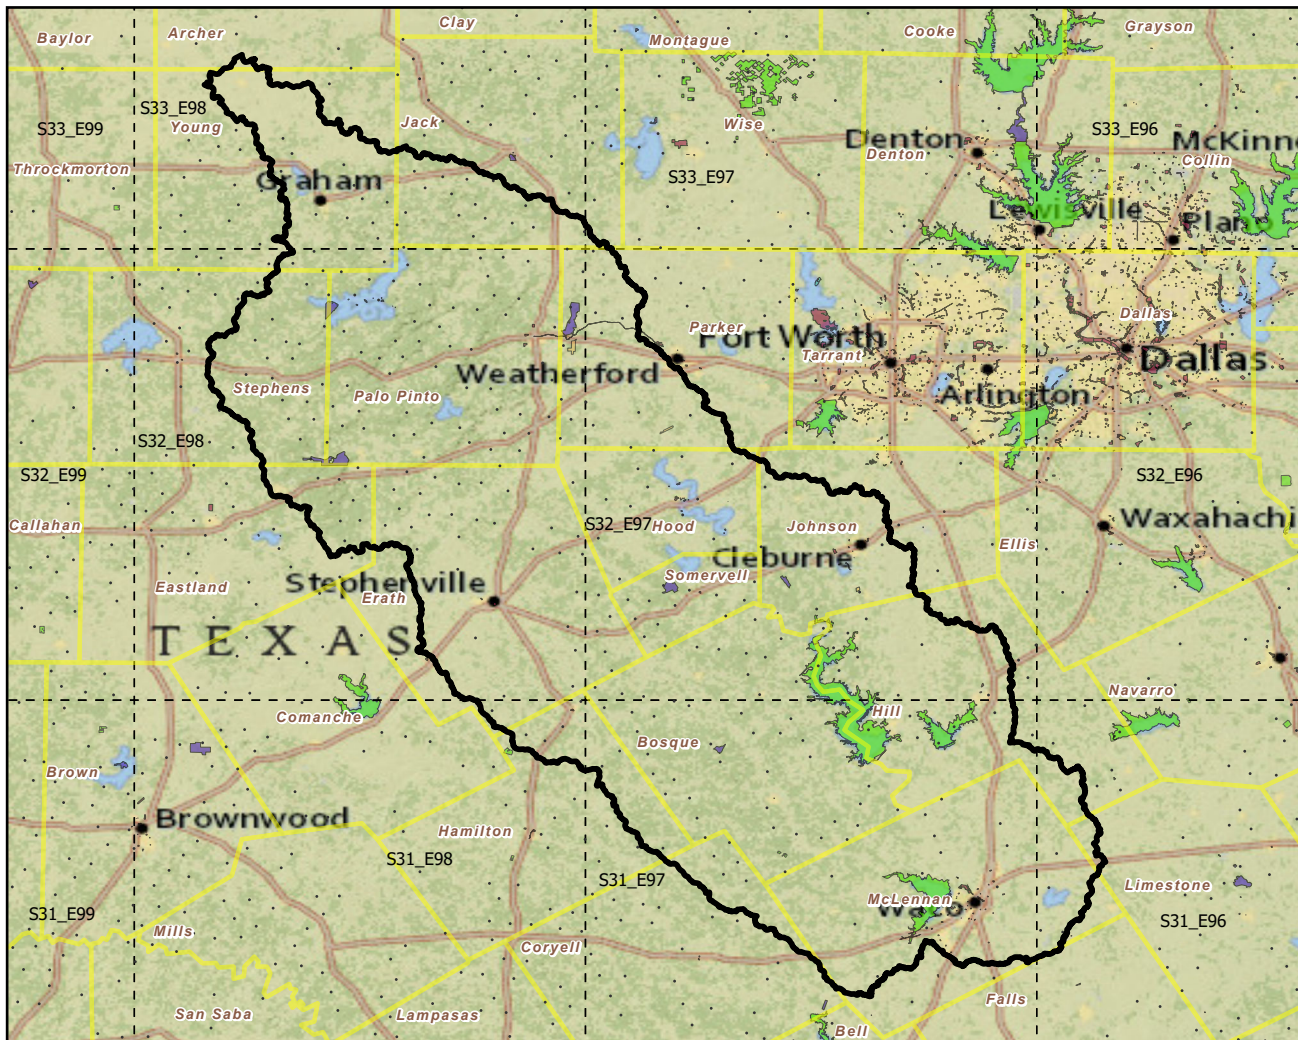 Clay
Baylor
Archer
Montague
Cooke
Grayson
S33_E99
S33_E98
Young
Jack
Wise
S33_E96
Denton
Denton
McKinn
Collin
Throckmorton
Graham
S33_E97
Lewisville
Plano
Parker
Fort Worth
Tarrant
Dallas
Dallas
Weatherford
Stephens
Palo Pinto
Arlington
S32_E98
S32_E99
S32_E96
Callahan
S32_E97
Hood
Johnson
Waxahachi
Ellis
Cleburne
Somervell
Eastland
Stephenville
Erath
TEXAS
Navarro
Comanche
Hill
Bosque
Brown
Brownwood
Hamilton
S31_E98
S31_E97
Limestone
McLennan
Waco
S31_E99
S31_E96
Mills
Coryell
Falls
San Saba
Lampasas
Bell